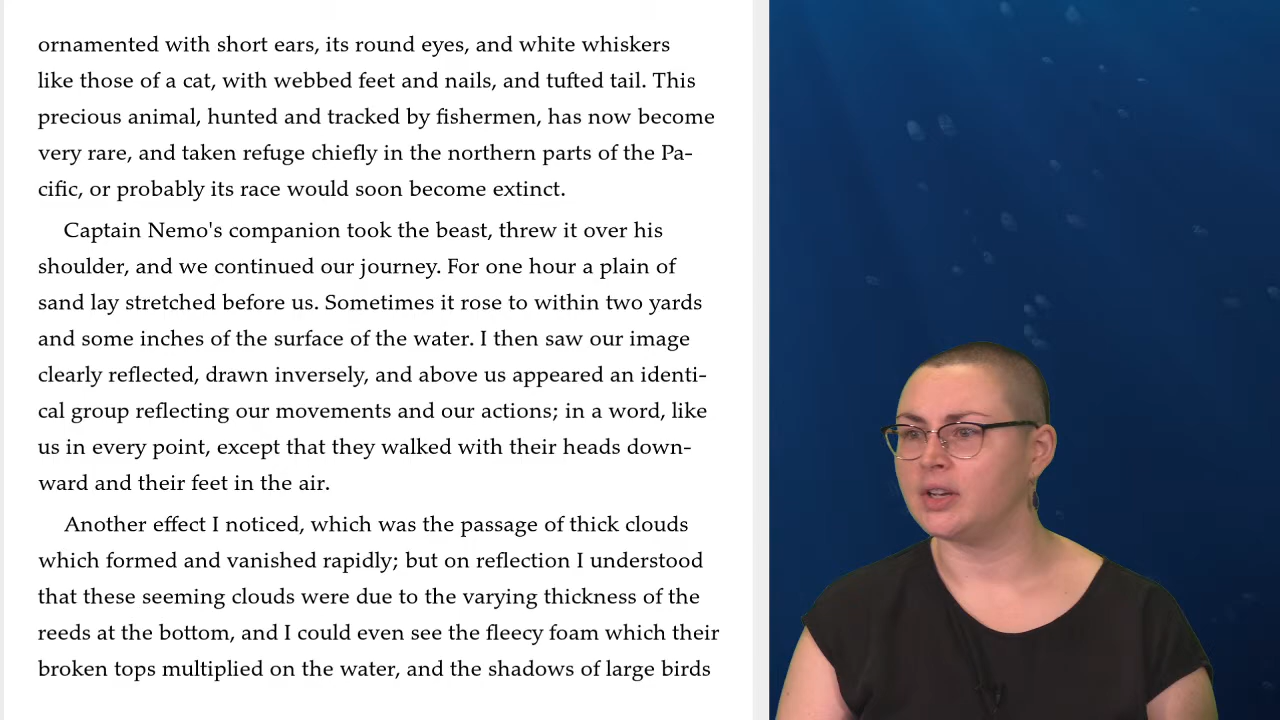 ornamented with short ears, its round eyes, and white whiskers
like those of a cat, with webbed feet and nails, and tufted tail. This
precious animal, hunted and tracked by fishermen, has now become
very rare, and taken refuge chiefly in the northern parts of the Pa-
cific, or probably its race would soon become extinct.
Captain Nemo's companion took the beast, threw it over his
shoulder, and we continued our journey. For one hour a plain of
sand lay stretched before us. Sometimes it rose to within two yards
and some inches of the surface of the water. I then saw our image
clearly reflected, drawn inversely, and above us appeared an identi-
cal group reflecting our movements and our actions; in a word, like
us in every point, except that they walked with their heads down-
ward and their feet in the air.
Another effect I noticed, which was the passage of thick clouds
which formed and vanished rapidly; but on reflection I understood
that these seeming clouds were due to the varying thickness of the
reeds at the bottom, and I could even see the fleecy foam which their
broken tops multiplied on the water, and the shadows of large birds